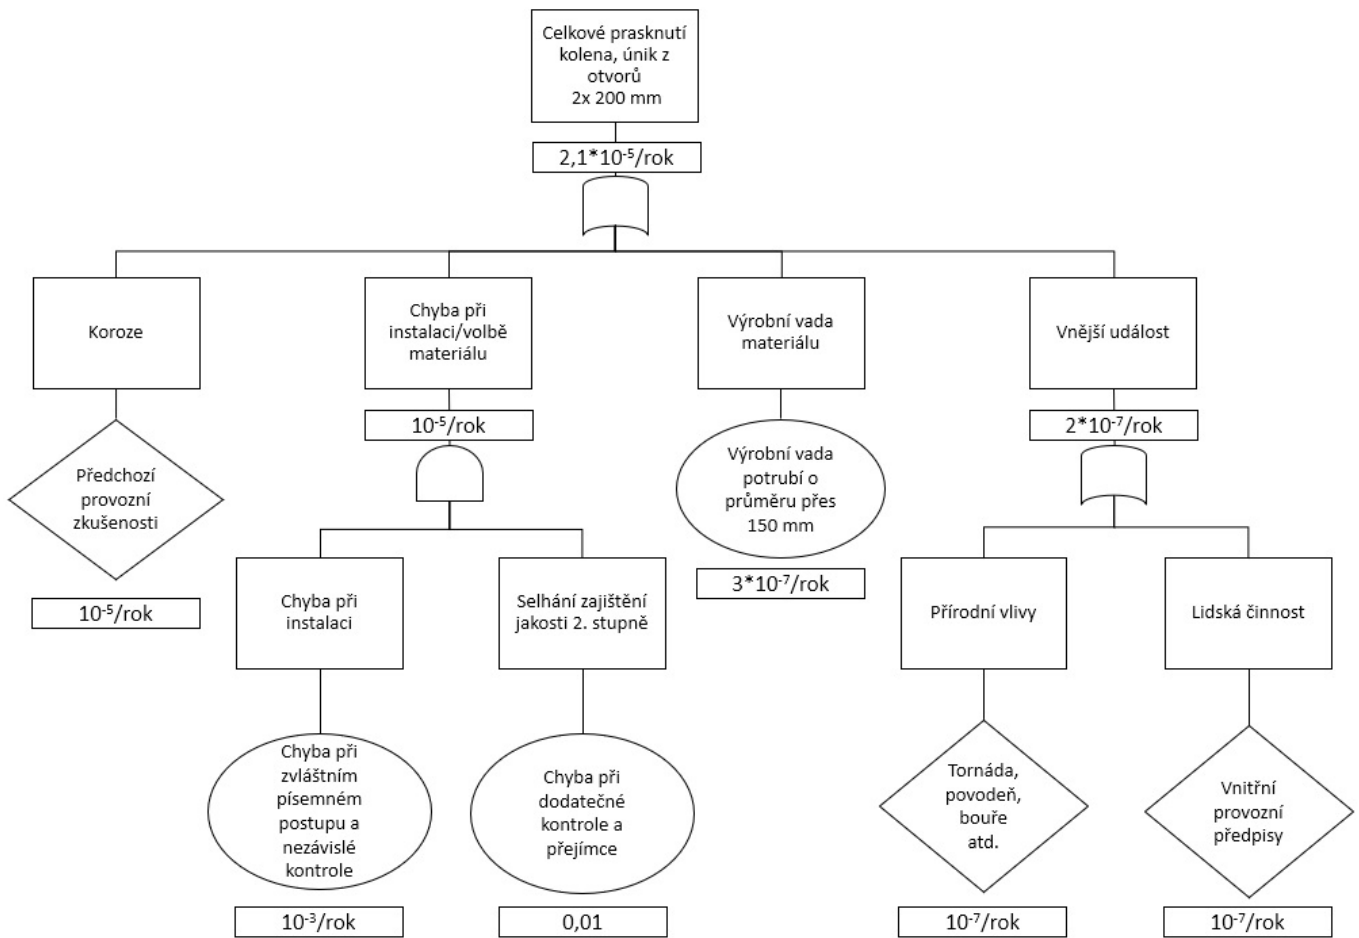 Celkové prasknutí
kolena, únik z
otvorů
2x 200 mm
2,1*10⁻⁵/rok
Koroze
Chyba při
instalaci/volbě
materiálu
Výrobní vada
materiálu
Vnější událost
10⁻⁵/rok
2*10⁻⁷/rok
Předchozí
provozní
zkušenosti
Výrobní vada
potrubí o
průměru přes
150 mm
10⁻⁵/rok
Chyba při
instalaci
Selhání zajištění
jakosti 2. stupně
3*10⁻⁷/rok
Přírodní vlivy
Lidská činnost
Chyba při
zvláštním
písemném
postupu a
nezávislé
kontrole
Chyba při
dodatečné
kontrole a
přejímce
Tornáda,
povodeň,
bouře
atd.
Vnitřní
provozní
předpisy
10⁻³/rok
0,01
10⁻⁷/rok
10⁻⁷/rok